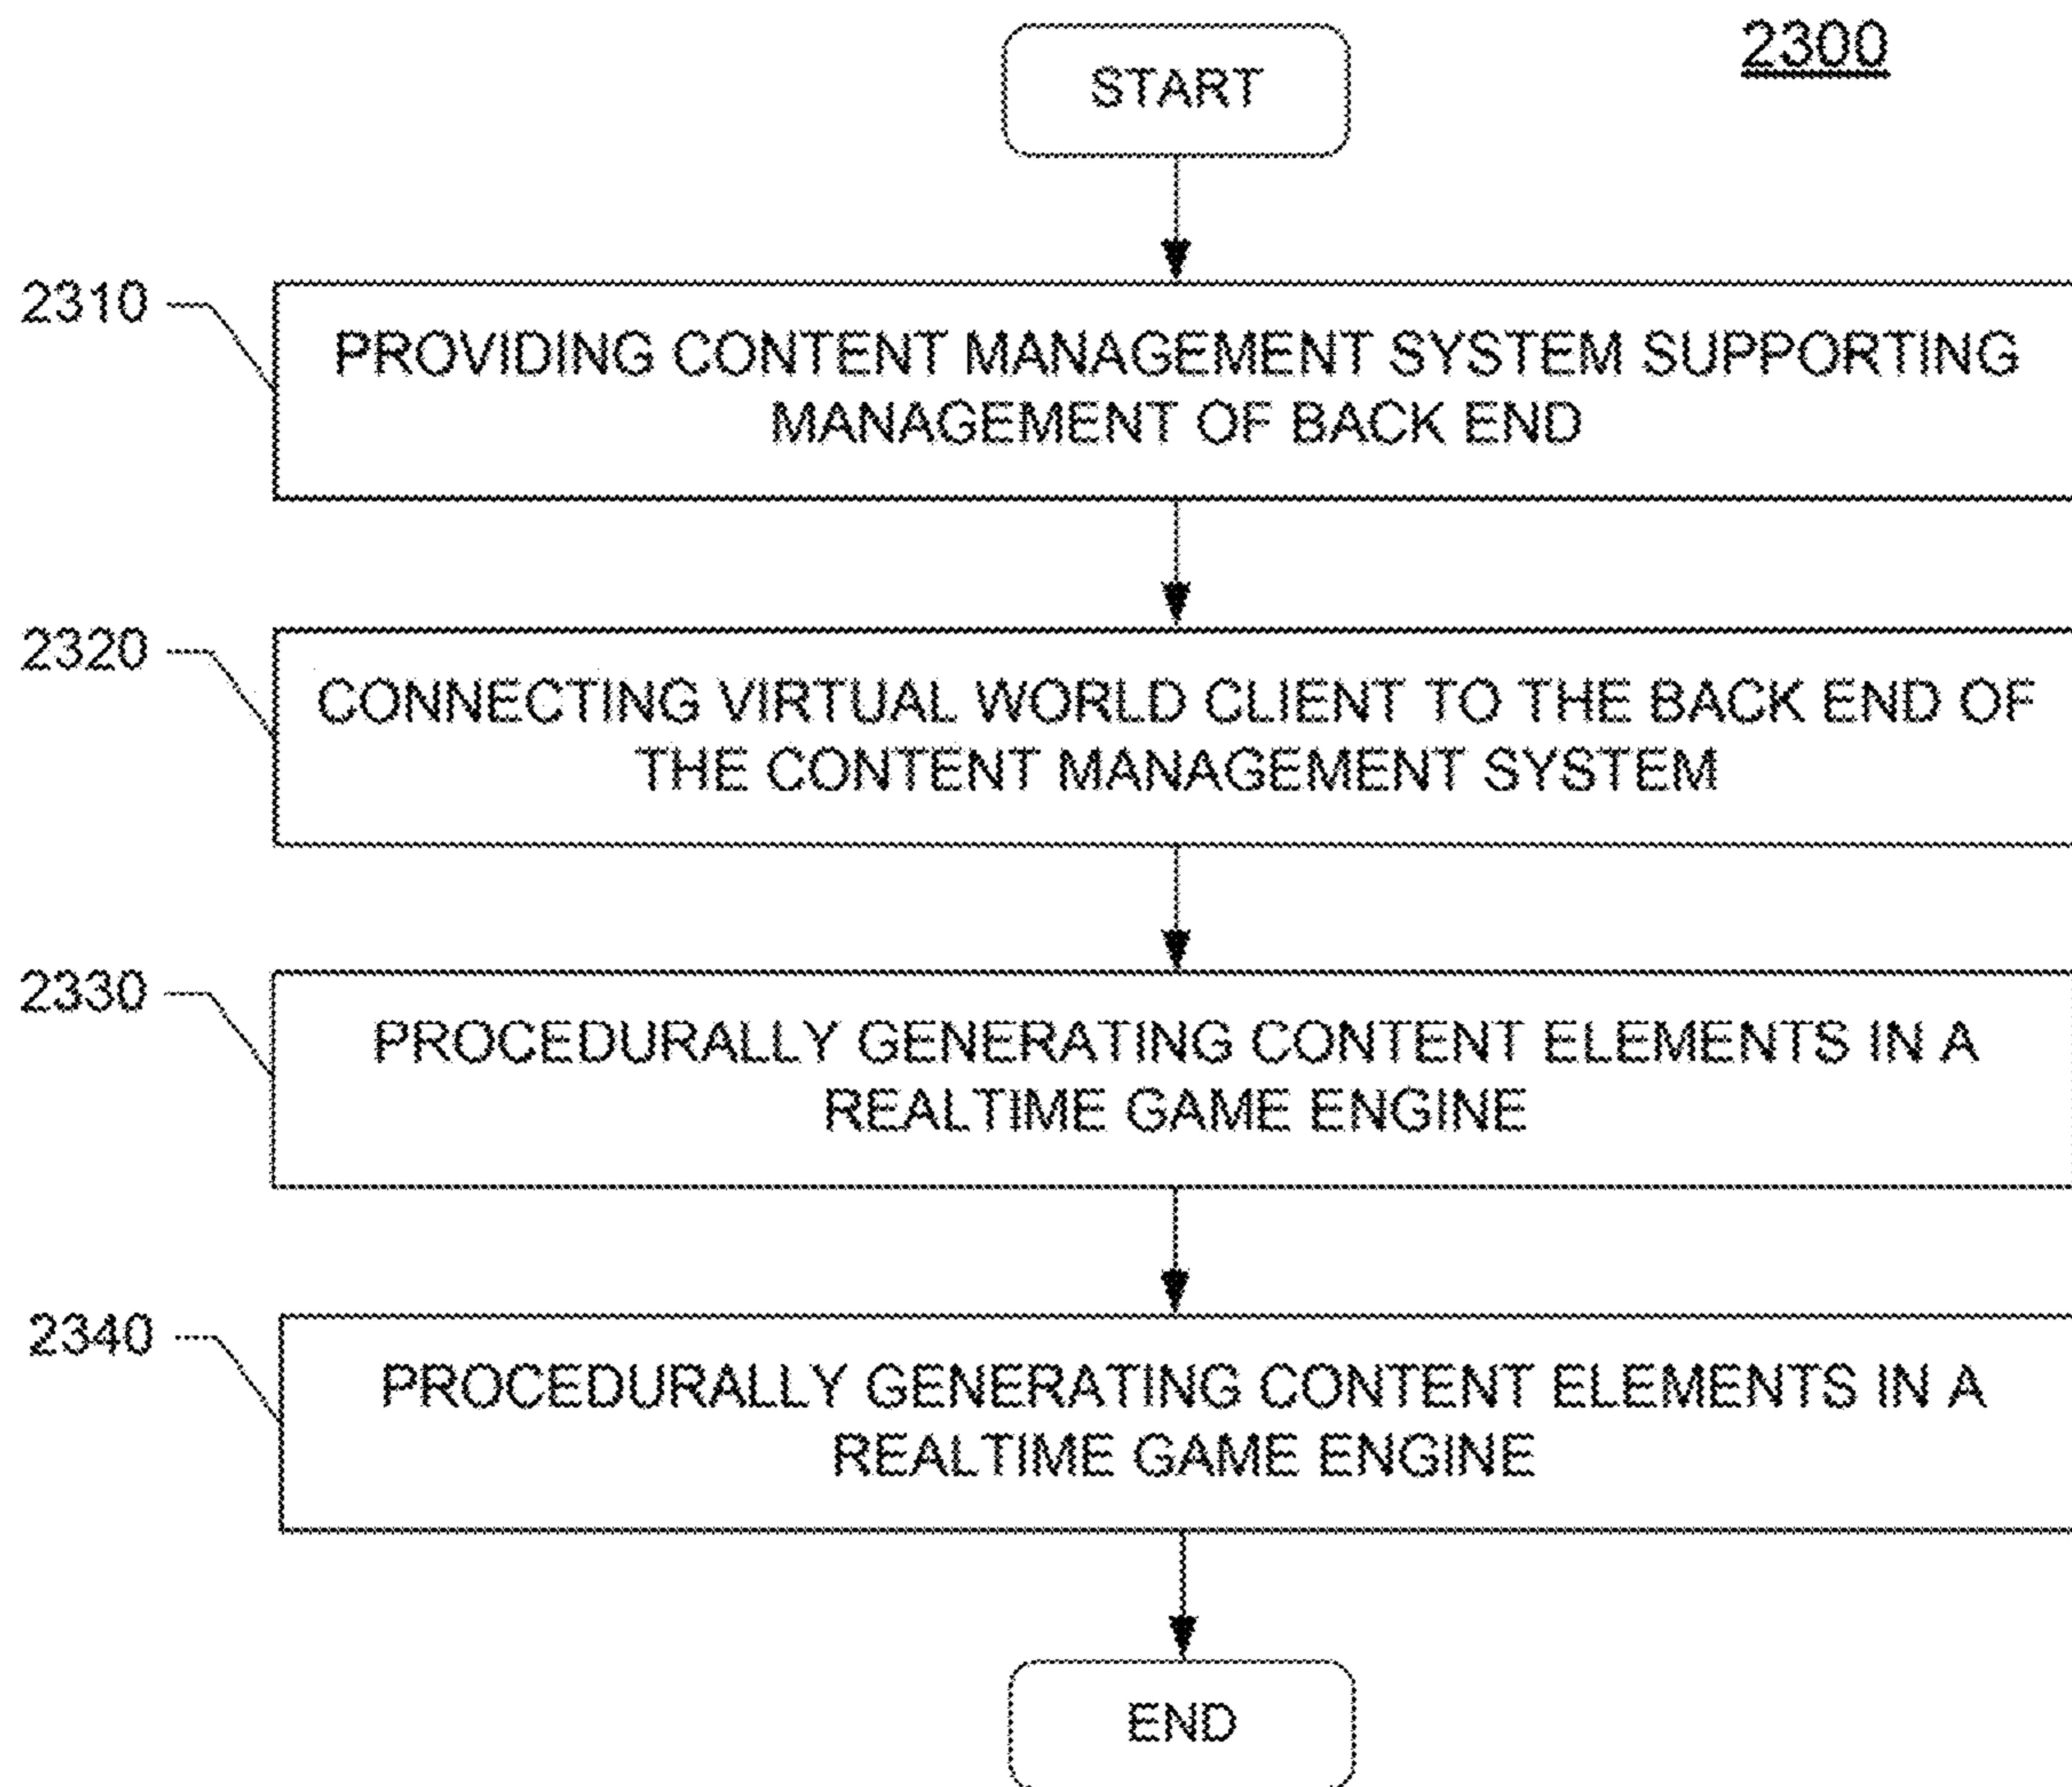 2300
START
2310
PROVIDING CONTENT MANAGEMENT SYSTEM SUPPORTING
MANAGEMENT OF BACK END
2320
CONNECTING VIRTUAL WORLD CLIENT TO THE BACK END OF
THE CONTENT MANAGEMENT SYSTEM
2330
PROCEDURALLY GENERATING CONTENT ELEMENTS IN A
REALTIME GAME ENGINE
2340
PROCEDURALLY GENERATING CONTENT ELEMENTS IN A
REALTIME GAME ENGINE
END